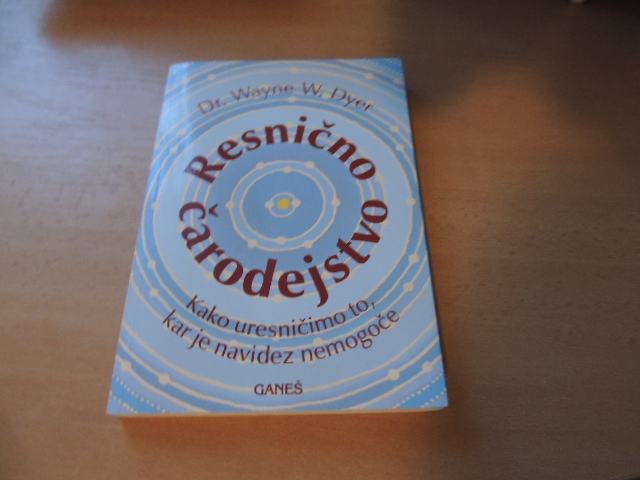 Dr. Wayne W. Dyer
Resnično
čarodejstvo
Kako uresničimo to,
kar je navidez nemogoče
GANEŠ